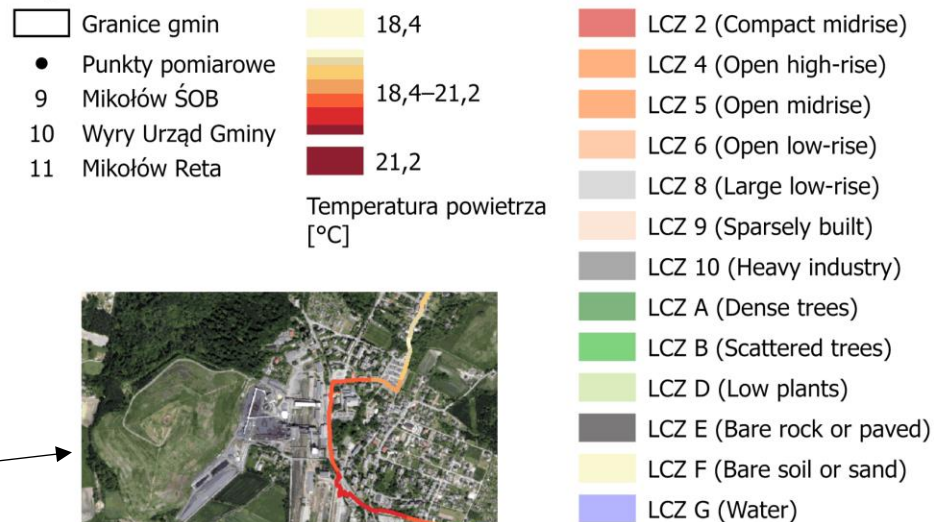 Granice gmin
Punkty pomiarowe
9 Mikołów ŚOB
10 Wyry Urząd Gminy
11 Mikołów Reta
18,4
18,4–21,2
21,2
Temperatura powietrza
[°C]
LCZ 2 (Compact midrise)
LCZ 4 (Open high-rise)
LCZ 5 (Open midrise)
LCZ 6 (Open low-rise)
LCZ 8 (Large low-rise)
LCZ 9 (Sparsely built)
LCZ 10 (Heavy industry)
LCZ A (Dense trees)
LCZ B (Scattered trees)
LCZ D (Low plants)
LCZ E (Bare rock or paved)
LCZ F (Bare soil or sand)
LCZ G (Water)